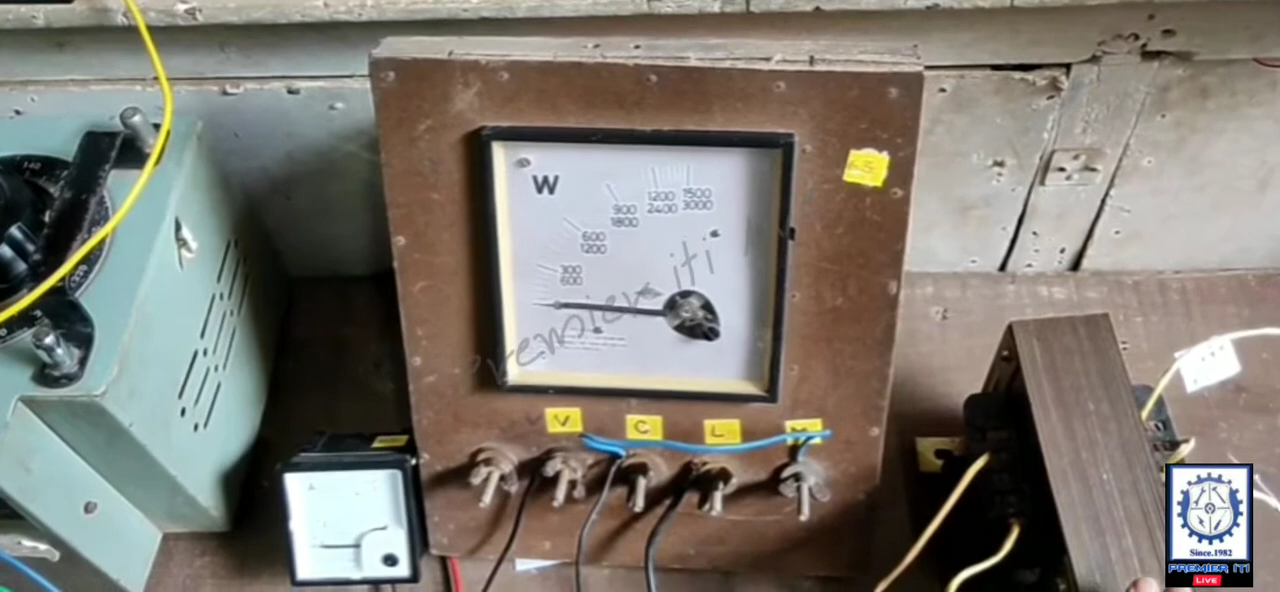 W
1200 1500
2400 3000
900
1800
600
1200
300
600
Premier iti
V C L M
Since.1982
PREMIER ITI
LIVE